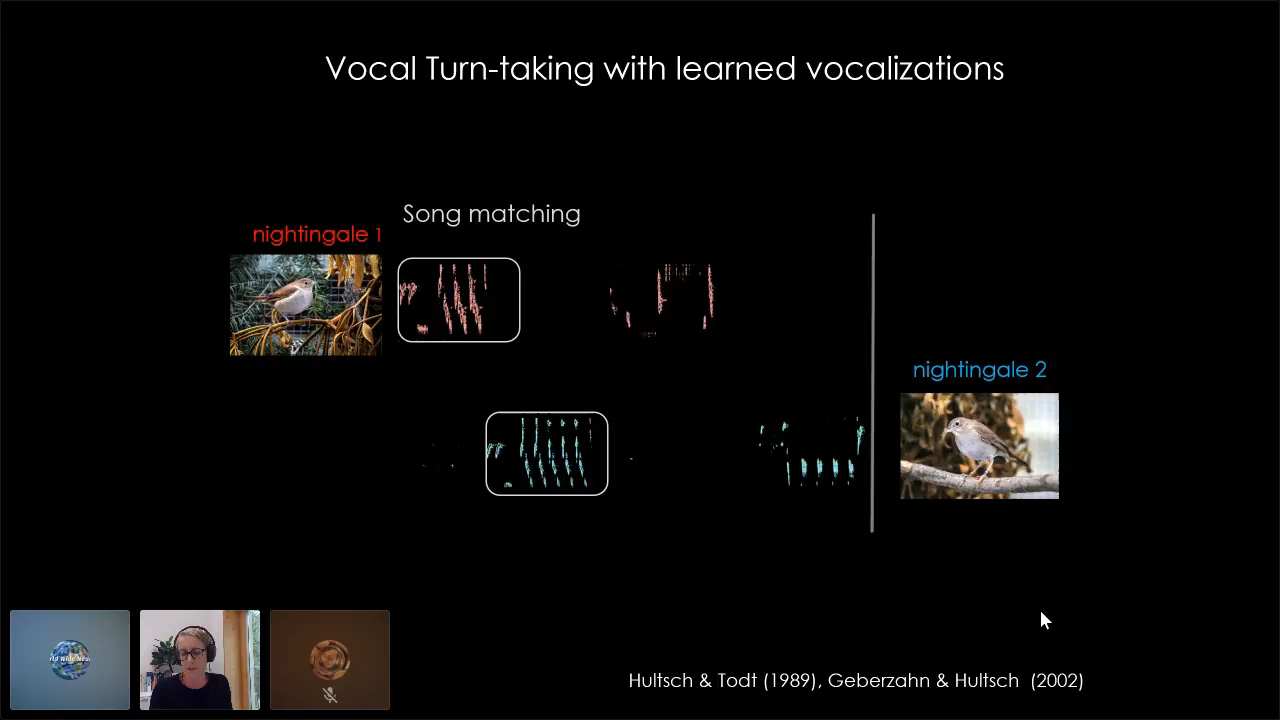 Vocal Turn-taking with learned vocalizations
Song matching
nightingale 1
nightingale 2
Hultsch & Todt (1989), Geberzahn & Hultsch (2002)